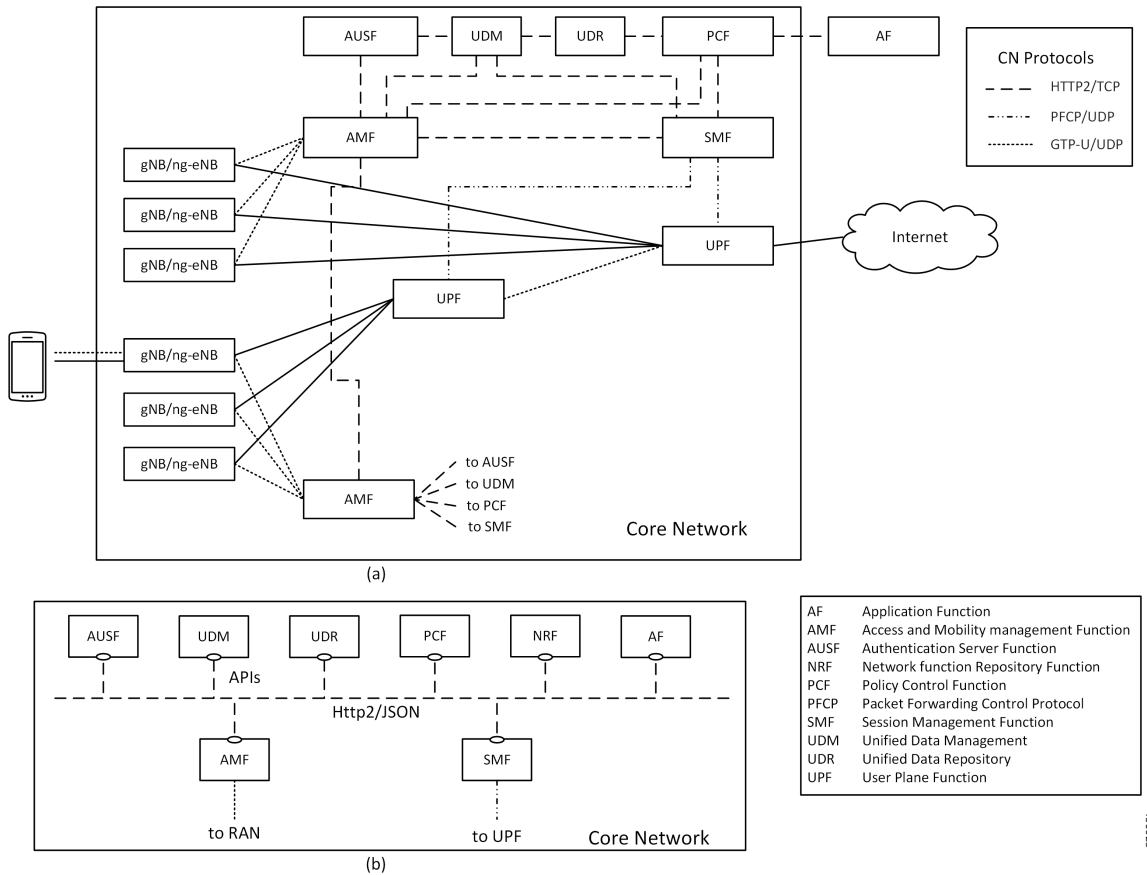 AUSF
UDM
UDR
PCF
AF
CN Protocols
HTTP2/TCP
PFCP/UDP
GTP-U/UDP
AMF
SMF
gNB/ng-eNB
gNB/ng-eNB
gNB/ng-eNB
UPF
Internet
UPF
gNB/ng-eNB
gNB/ng-eNB
gNB/ng-eNB
AMF
to AUSF
to UDM
to PCF
to SMF
Core Network
(a)
AUSF
UDM
UDR
PCF
NRF
AF
APIs
Http2/JSON
AMF
SMF
to RAN
to UPF
Core Network
(b)
AF Application Function
AMF Access and Mobility management Function
AUSF Authentication Server Function
NRF Network function Repository Function
PCF Policy Control Function
PFCP Packet Forwarding Control Protocol
SMF Session Management Function
UDM Unified Data Management
UDR Unified Data Repository
UPF User Plane Function